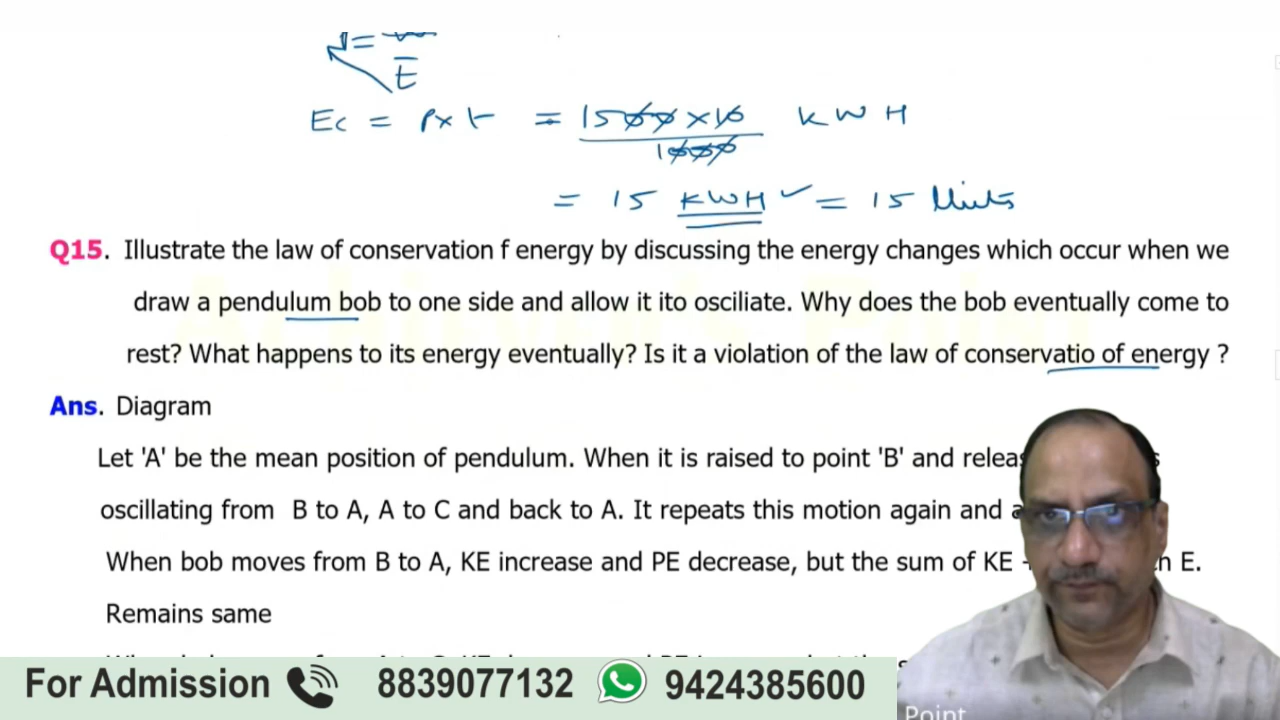 E
Ec = P x t = 1500 x 10 KWH
1000
= 15 KWH ✓ = 15 Units
Q15. Illustrate the law of conservation f energy by discussing the energy changes which occur when we
draw a pendulum bob to one side and allow it ito osciliate. Why does the bob eventually come to
rest? What happens to its energy eventually? Is it a violation of the law of conservatio of energy ?
Ans. Diagram
Let 'A' be the mean position of pendulum. When it is raised to point 'B' and
oscillating from B to A, A to C and back to A. It repeats this motion again and
When bob moves from B to A, KE increase and PE decrease, but the sum of KE E.
Remains same
For Admission 8839077132 9424385600
Point